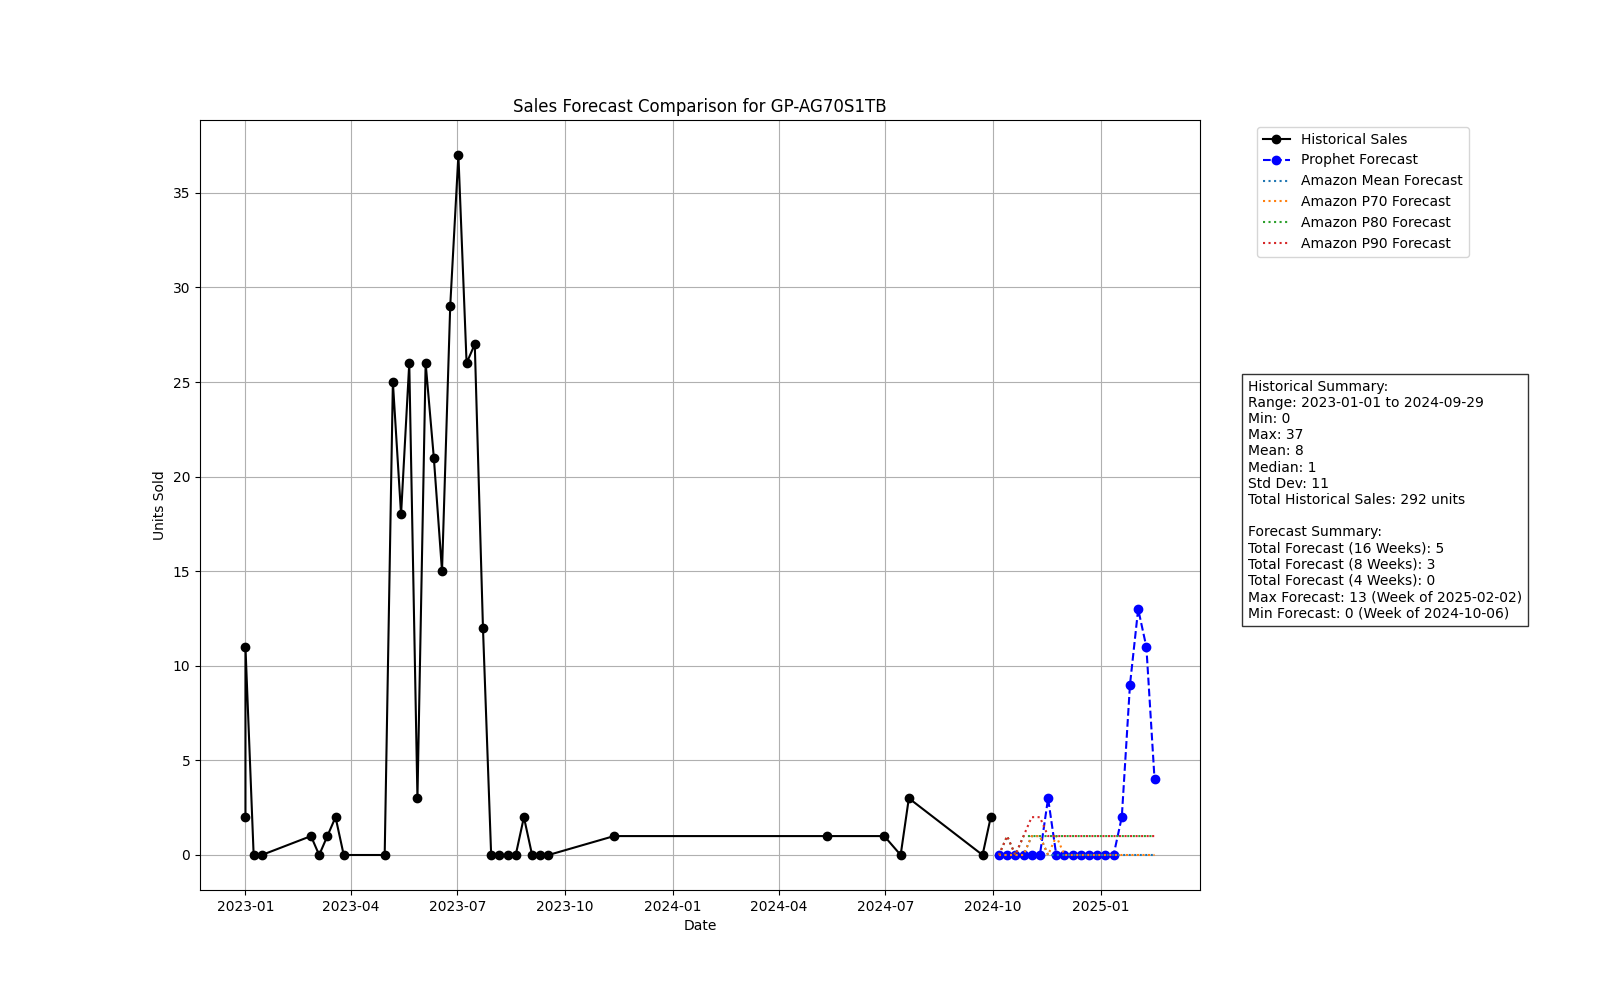 Sales Forecast Comparison for GP-AG70S1TB
Historical Sales
Prophet Forecast
Amazon Mean Forecast
Amazon P70 Forecast
Amazon P80 Forecast
Amazon P90 Forecast
Units Sold
35
30
25
20
15
10
5
0
Historical Summary:
Range: 2023-01-01 to 2024-09-29
Min: 0
Max: 37
Mean: 8
Median: 1
Std Dev: 11
Total Historical Sales: 292 units
Forecast Summary:
Total Forecast (16 Weeks): 5
Total Forecast (8 Weeks): 3
Total Forecast (4 Weeks): 0
Max Forecast: 13 (Week of 2025-02-02)
Min Forecast: 0 (Week of 2024-10-06)
2023-01 2023-04 2023-07 2023-10 2024-01 2024-04 2024-07 2024-10 2025-01
Date